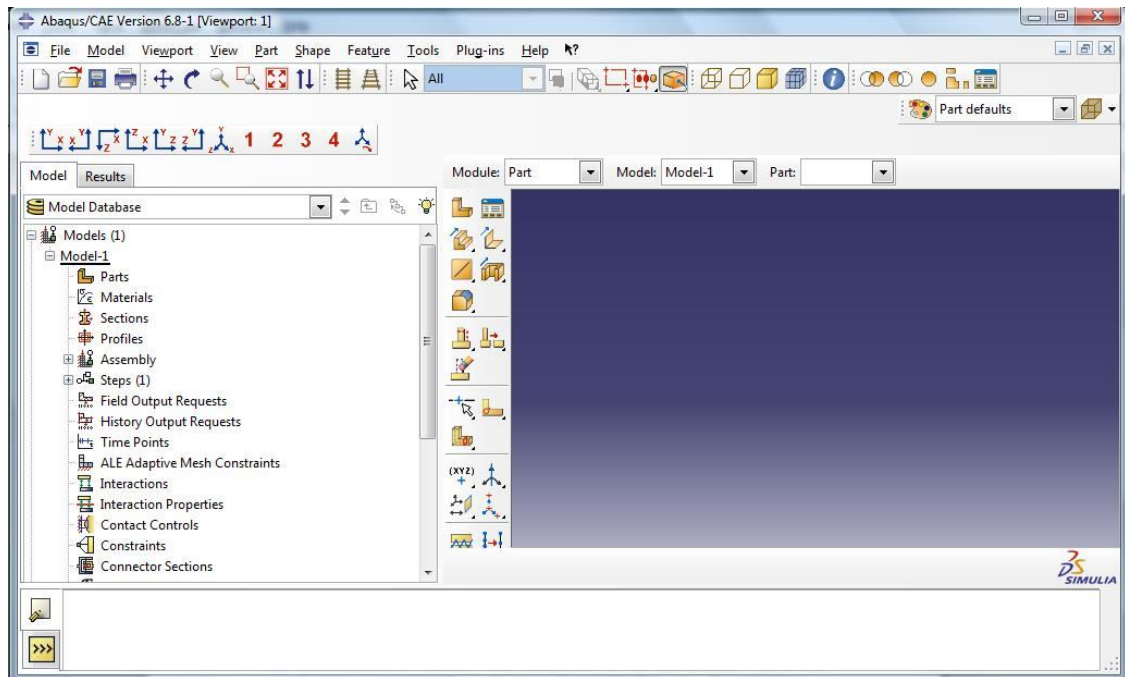 Abaqus/CAE Version 6.8-1 [Viewport: 1]
File Model Viewport View Part Shape Feature Tools Plug-ins Help
All
Part defaults
1 2 3 4
Model Results
Module: Part Model: Model-1 Part:
Model Database
Models (1)
Model-1
Parts
Materials
Sections
Profiles
Assembly
Steps (1)
Field Output Requests
History Output Requests
Time Points
ALE Adaptive Mesh Constraints
Interactions
Interaction Properties
Contact Controls
Constraints
Connector Sections
(XYZ)
SIMULIA
>>>